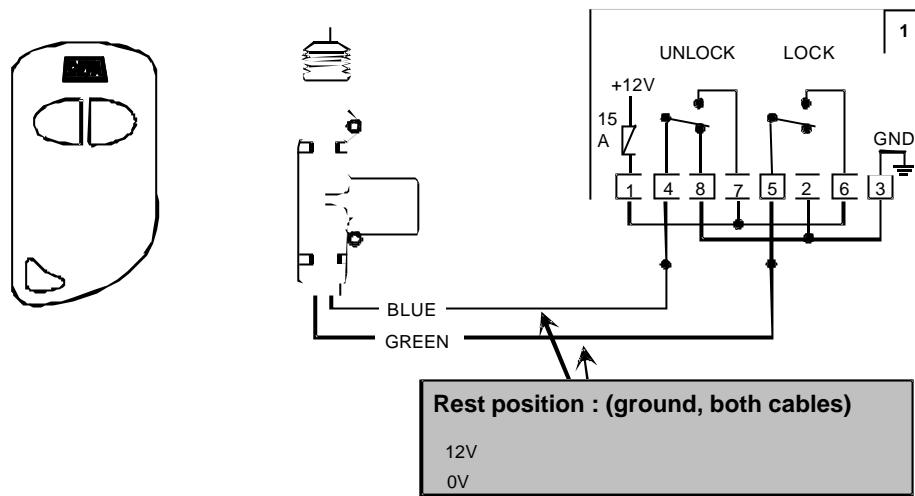 1
UNLOCK LOCK
+12V
15
A
GND
1 4 8 7 5 2 6 3
BLUE
GREEN
Rest position : (ground, both cables)
12V
0V